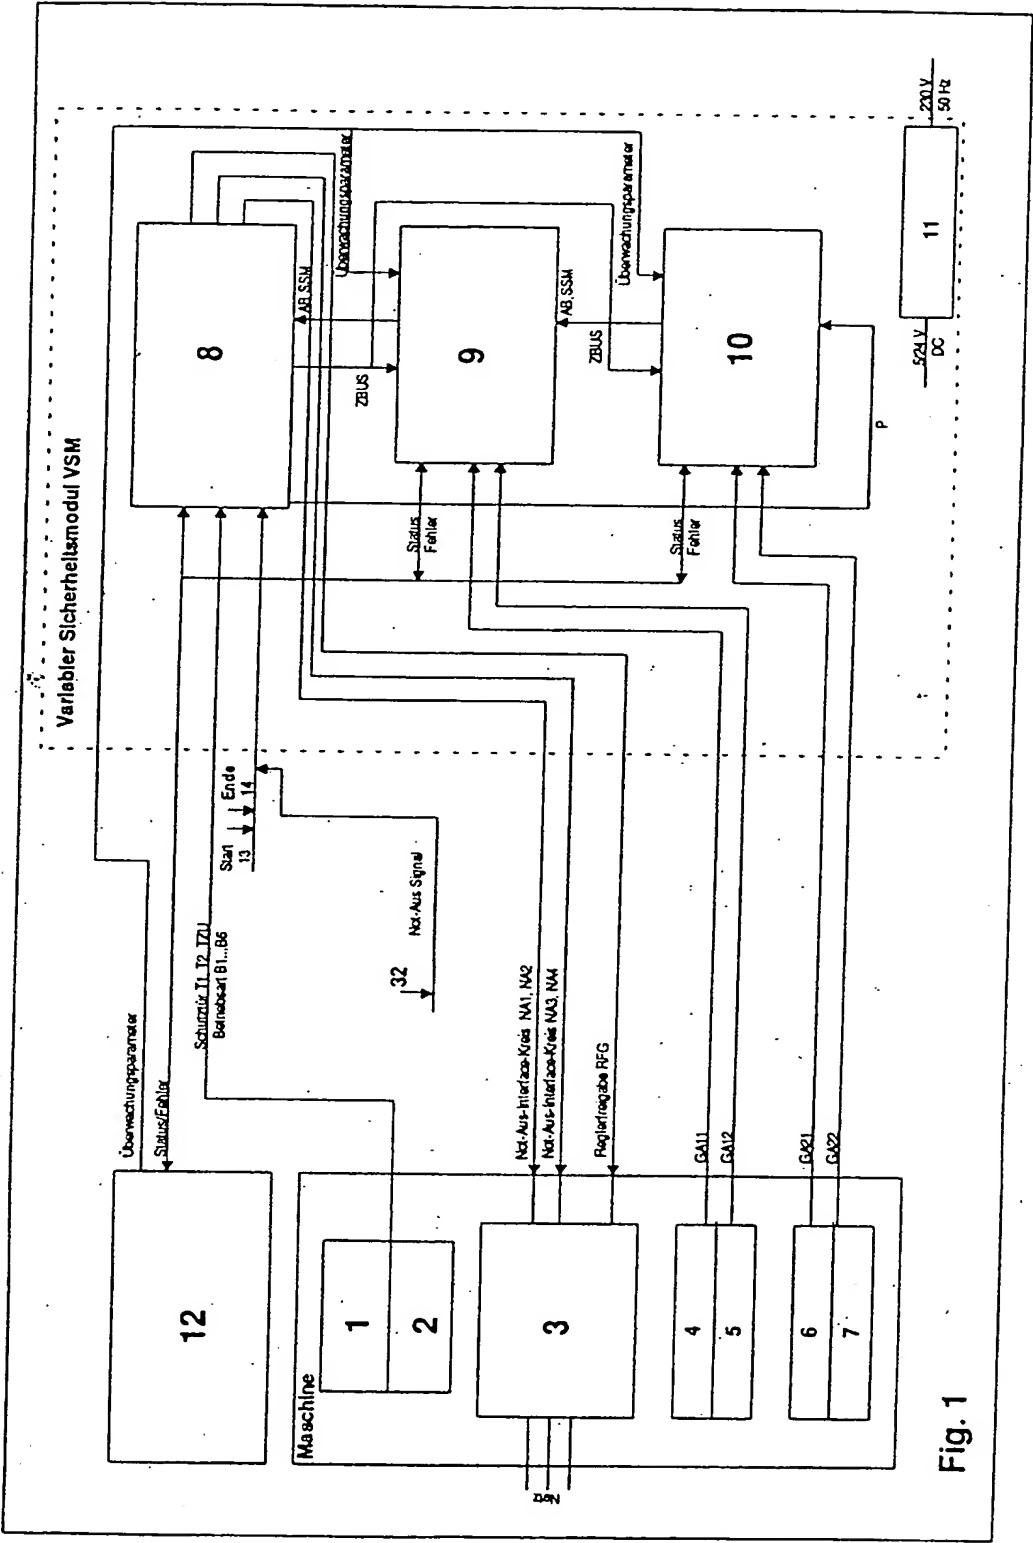 Variabler Sicherheitsmodul VSM
Überwachungsparameter
Status/Fehler
Schutztür T1, T2, TZU
Betriebsart B1...B6
Start
13
Ende
14
Not-Aus Signal
32
12
Maschine
1
2
3
4
5
6
7
Netz
Not-Aus-Interface-Kreis NA1, NA2
Not-Aus-Interface-Kreis NA3, NA4
Reglerfreigabe RFG
GA11
GA12
GA21
GA22
8
AB, SSM
ZBUS
Überwachungsparameter
9
Status
Fehler
AB, SSM
ZBUS
Überwachungsparameter
10
Status
Fehler
P
11
230 V
50 Hz
5/24 V
DC
Fig. 1